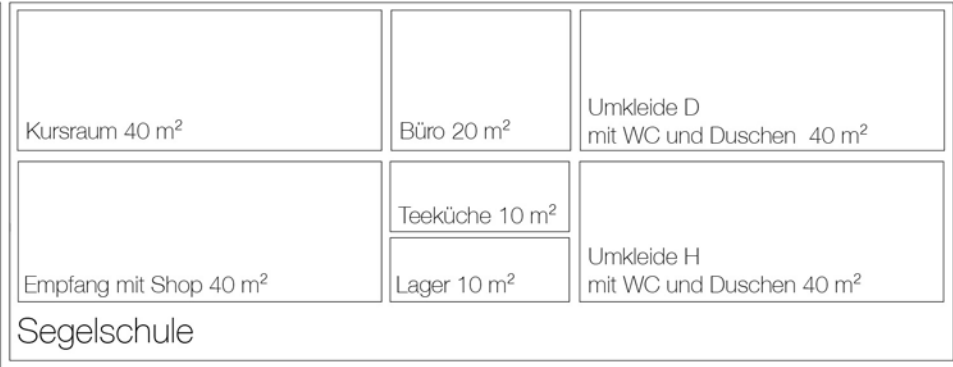 Kursraum 40 m²
Büro 20 m²
Umkleide D
mit WC und Duschen 40 m²
Empfang mit Shop 40 m²
Teeküche 10 m²
Lager 10 m²
Umkleide H
mit WC und Duschen 40 m²
Segelschule